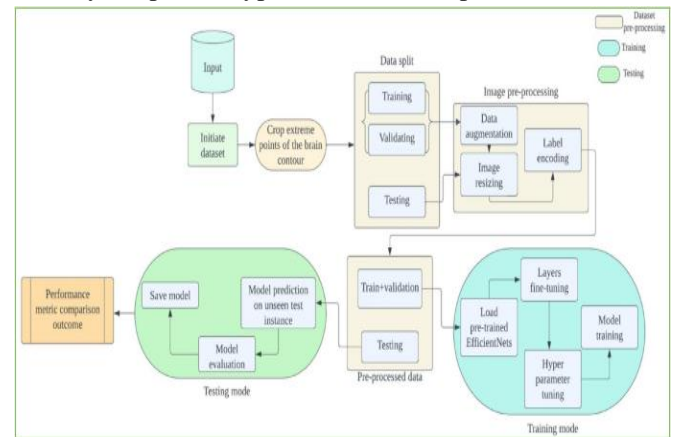 Dataset
pre-processing
Training
Testing
Input
Initiate
dataset
Crop extreme
points of the brain
contour
Data split
Training
Validating
Testing
Image pre-processing
Data
augmentation
Image
resizing
Label
encoding
Pre-processed data
Train+validation
Testing
Load
pre-trained
EfficientNets
Layers
fine-tuning
Hyper
parameter
tuning
Model
training
Training mode
Model prediction
on unseen test
instance
Model
evaluation
Save model
Testing mode
Performance
metric comparison
outcome